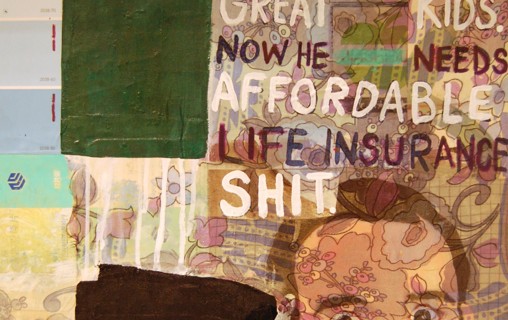 GREAT KIDS.
NOW HE NEEDS
AFFORDABLE
LIFE INSURANCE
SHIT.